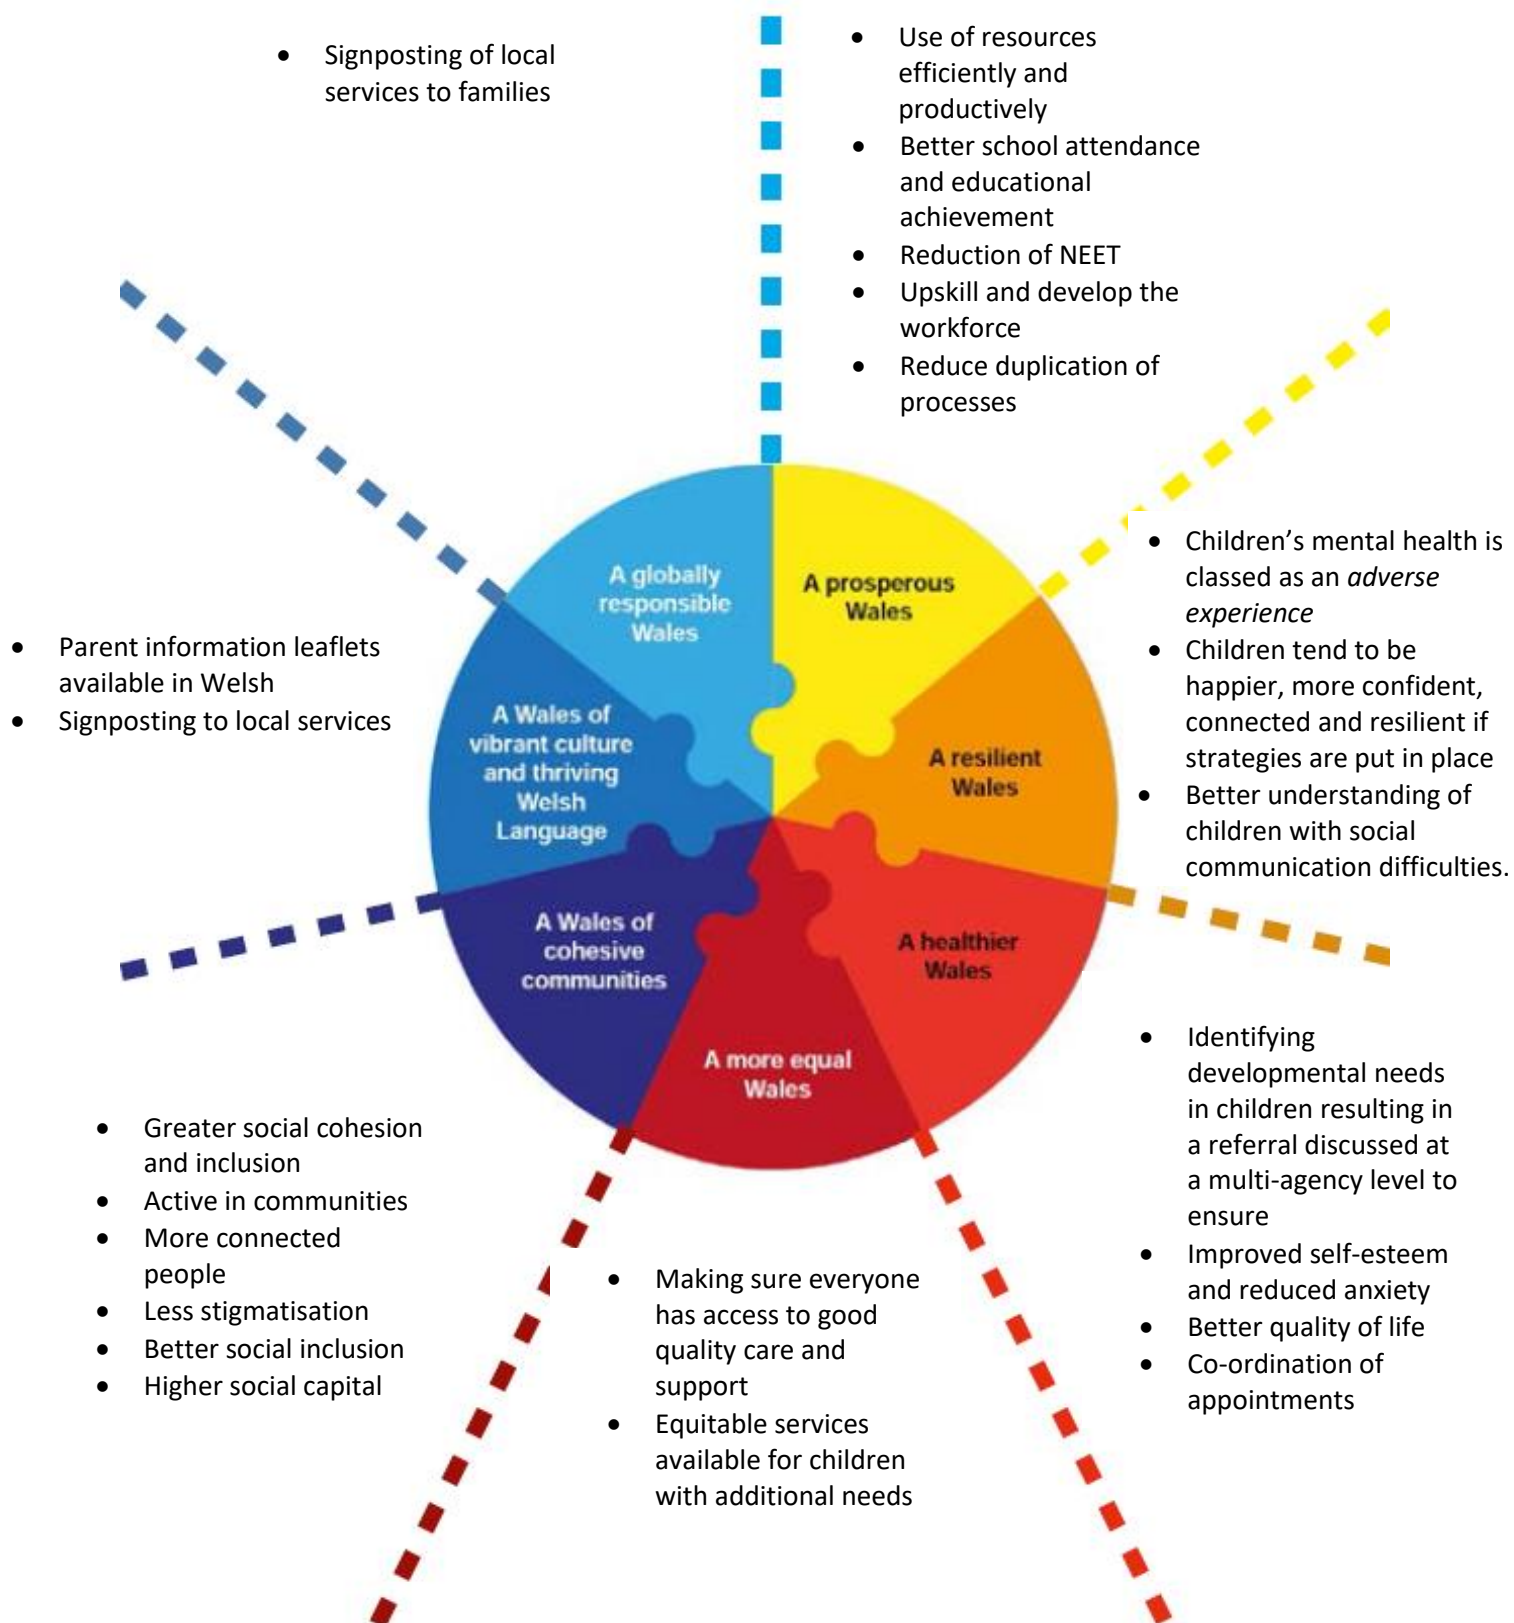 • Signposting of local
services to families
• Use of resources
efficiently and
productively
• Better school attendance
and educational
achievement
• Reduction of NEET
• Upskill and develop the
workforce
• Reduce duplication of
processes
A globally
responsible
Wales
A prosperous
Wales
• Children’s mental health is
classed as an adverse
experience
• Children tend to be
happier, more confident,
connected and resilient if
strategies are put in place
• Better understanding of
children with social
communication difficulties.
• Parent information leaflets
available in Welsh
• Signposting to local services
A Wales of
vibrant culture
and thriving
Welsh
Language
A resilient
Wales
A Wales of
cohesive
communities
A healthier
Wales
A more equal
Wales
• Identifying
developmental needs
in children resulting in
a referral discussed at
a multi-agency level to
ensure
• Improved self-esteem
and reduced anxiety
• Better quality of life
• Co-ordination of
appointments
• Greater social cohesion
and inclusion
• Active in communities
• More connected
people
• Less stigmatisation
• Better social inclusion
• Higher social capital
• Making sure everyone
has access to good
quality care and
support
• Equitable services
available for children
with additional needs